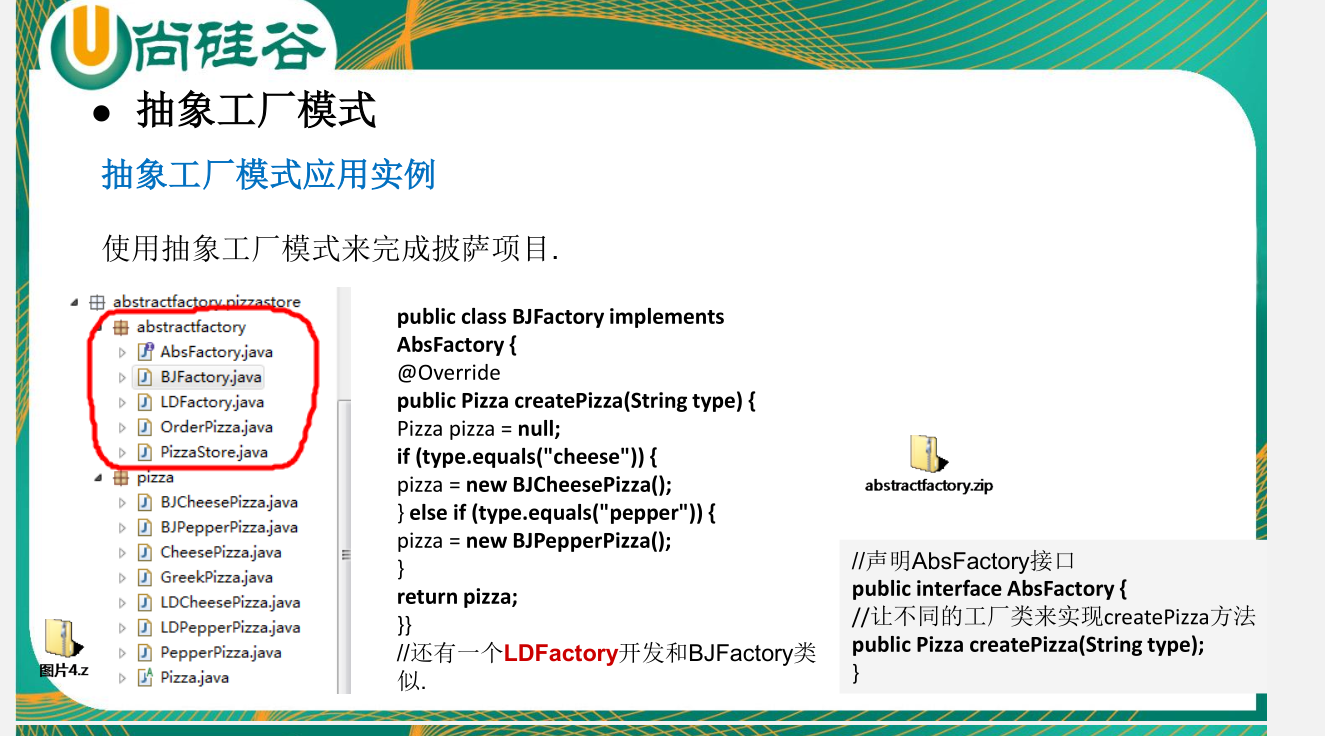 尚硅谷
● 抽象工厂模式
抽象工厂模式应用实例
使用抽象工厂模式来完成披萨项目.
abstractfactory.pizzastore
abstractfactory
AbsFactory.java
BJFactory.java
LDFactory.java
OrderPizza.java
PizzaStore.java
pizza
BJCheesePizza.java
BJPepperPizza.java
CheesePizza.java
GreekPizza.java
LDCheesePizza.java
LDPepperPizza.java
PepperPizza.java
Pizza.java
图片4.z
public class BJFactory implements
AbsFactory {
@Override
public Pizza createPizza(String type) {
Pizza pizza = null;
if (type.equals("cheese")) {
pizza = new BJCheesePizza();
} else if (type.equals("pepper")) {
pizza = new BJPepperPizza();
}
return pizza;
}}
//还有一个LDFactory开发和BJFactory类
似.
abstractfactory.zip
//声明AbsFactory接口
public interface AbsFactory {
//让不同的工厂类来实现createPizza方法
public Pizza createPizza(String type);
}